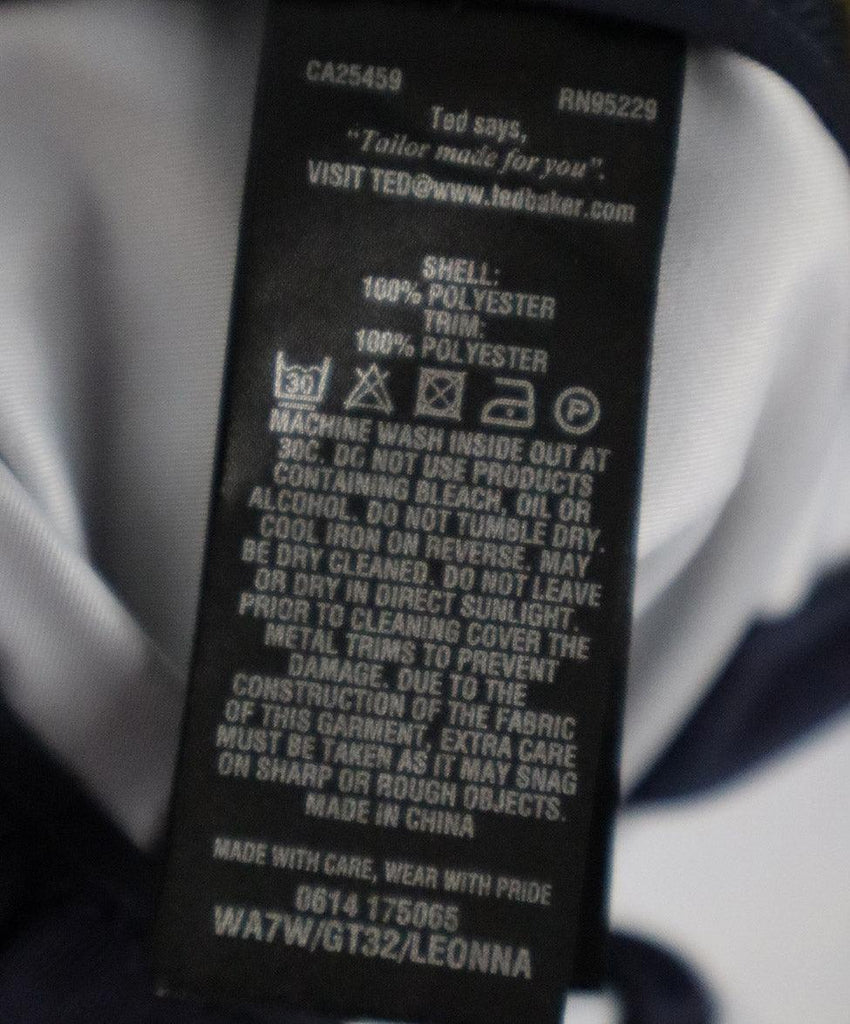 CA25459
RN95229
Ted says,
"Tailor made for you".
VISIT TED@www.tedbaker.com
SHELL:
100% POLYESTER
TRIM:
100% POLYESTER
30
P
MACHINE WASH INSIDE OUT AT
30C. DO NOT USE PRODUCTS
CONTAINING BLEACH, OIL OR
ALCOHOL. DO NOT TUMBLE DRY.
COOL IRON ON REVERSE. MAY
BE DRY CLEANED. DO NOT LEAVE
OR DRY IN DIRECT SUNLIGHT.
PRIOR TO CLEANING COVER THE
METAL TRIMS TO PREVENT
DAMAGE. DUE TO THE
CONSTRUCTION OF THE FABRIC
OF THIS GARMENT, EXTRA CARE
MUST BE TAKEN AS IT MAY SNAG
ON SHARP OR ROUGH OBJECTS.
MADE IN CHINA
MADE WITH CARE, WEAR WITH PRIDE
0614 175065
WA7W/GT32/LEONNA